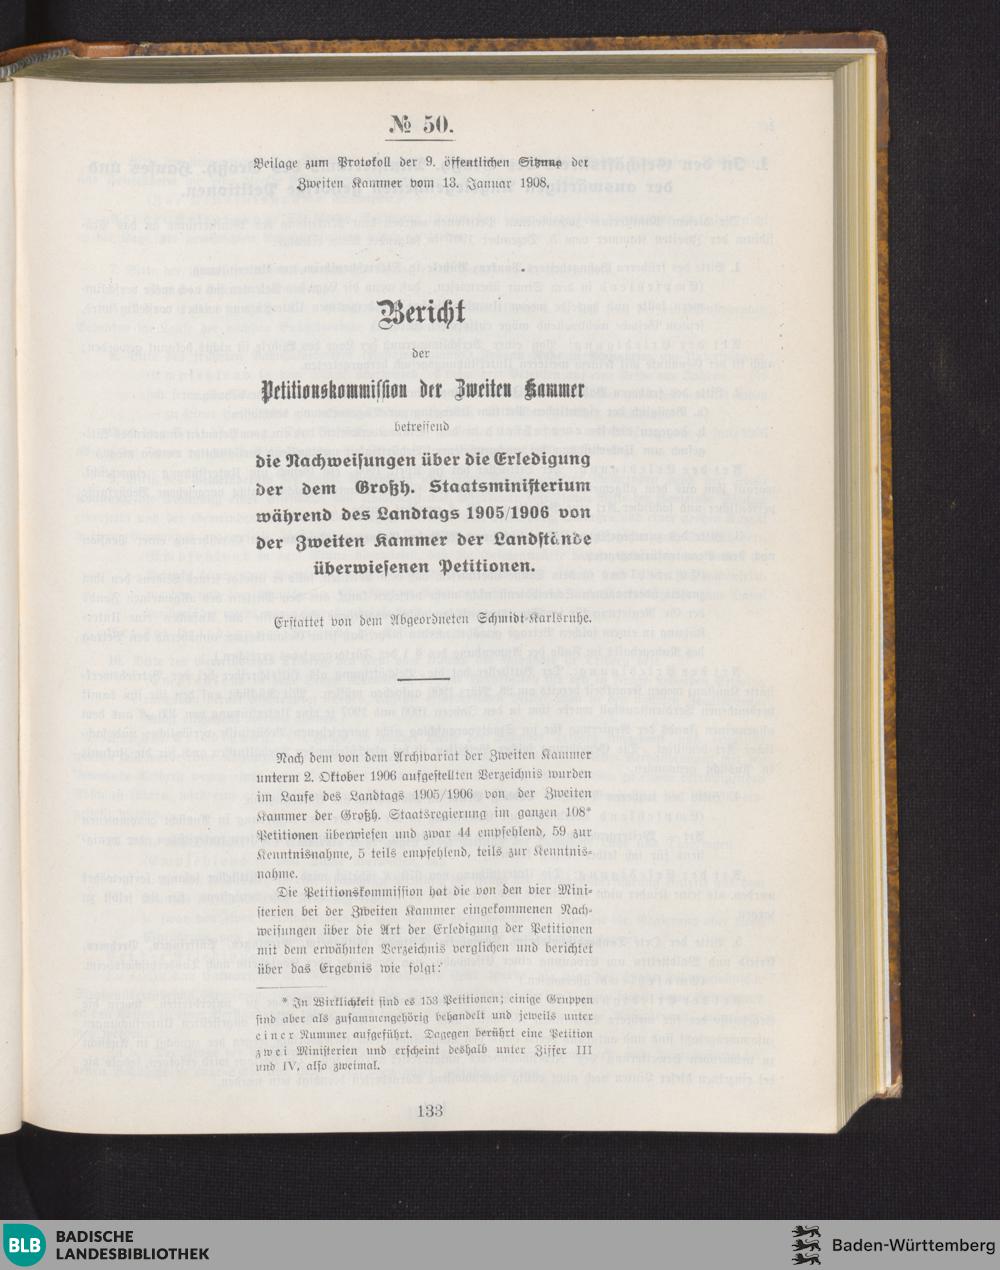 № 50.
Beilage zum Protokoll der 9. öffentlichen Sitzung der
Zweiten Kammer vom 13. Januar 1908.
Bericht
der
Petitionskommission der Zweiten Kammer
betreffend
die Nachweisungen über die Erledigung
der dem Großh. Staatsministerium
während des Landtags 1905/1906 von
der Zweiten Kammer der Landstände
überwiesenen Petitionen.
Erstattet von dem Abgeordneten Schmidt-Karlsruhe.
Nach dem von dem Archivariat der Zweiten Kammer
unterm 2. Oktober 1906 aufgestellten Verzeichnis wurden
im Laufe des Landtags 1905/1906 von der Zweiten
Kammer der Großh. Staatsregierung im ganzen 108*
Petitionen überwiesen und zwar 44 empfehlend, 59 zur
Kenntnisnahme, 5 teils empfehlend, teils zur Kenntnis-
nahme.
Die Petitionskommission hat die von den vier Mini-
sterien bei der Zweiten Kammer eingekommenen Nach-
weisungen über die Art der Erledigung der Petitionen
mit dem erwähnten Verzeichnis verglichen und berichtet
über das Ergebnis wie folgt:
* In Wirklichkeit sind es 153 Petitionen; einige Gruppen
sind aber als zusammengehörig behandelt und jeweils unter
einer Nummer aufgeführt. Dagegen berührt eine Petition
zwei Ministerien und erscheint deshalb unter Ziffer III
und IV, also zweimal.
133
BLB BADISCHE
LANDESBIBLIOTHEK
Baden-Württemberg